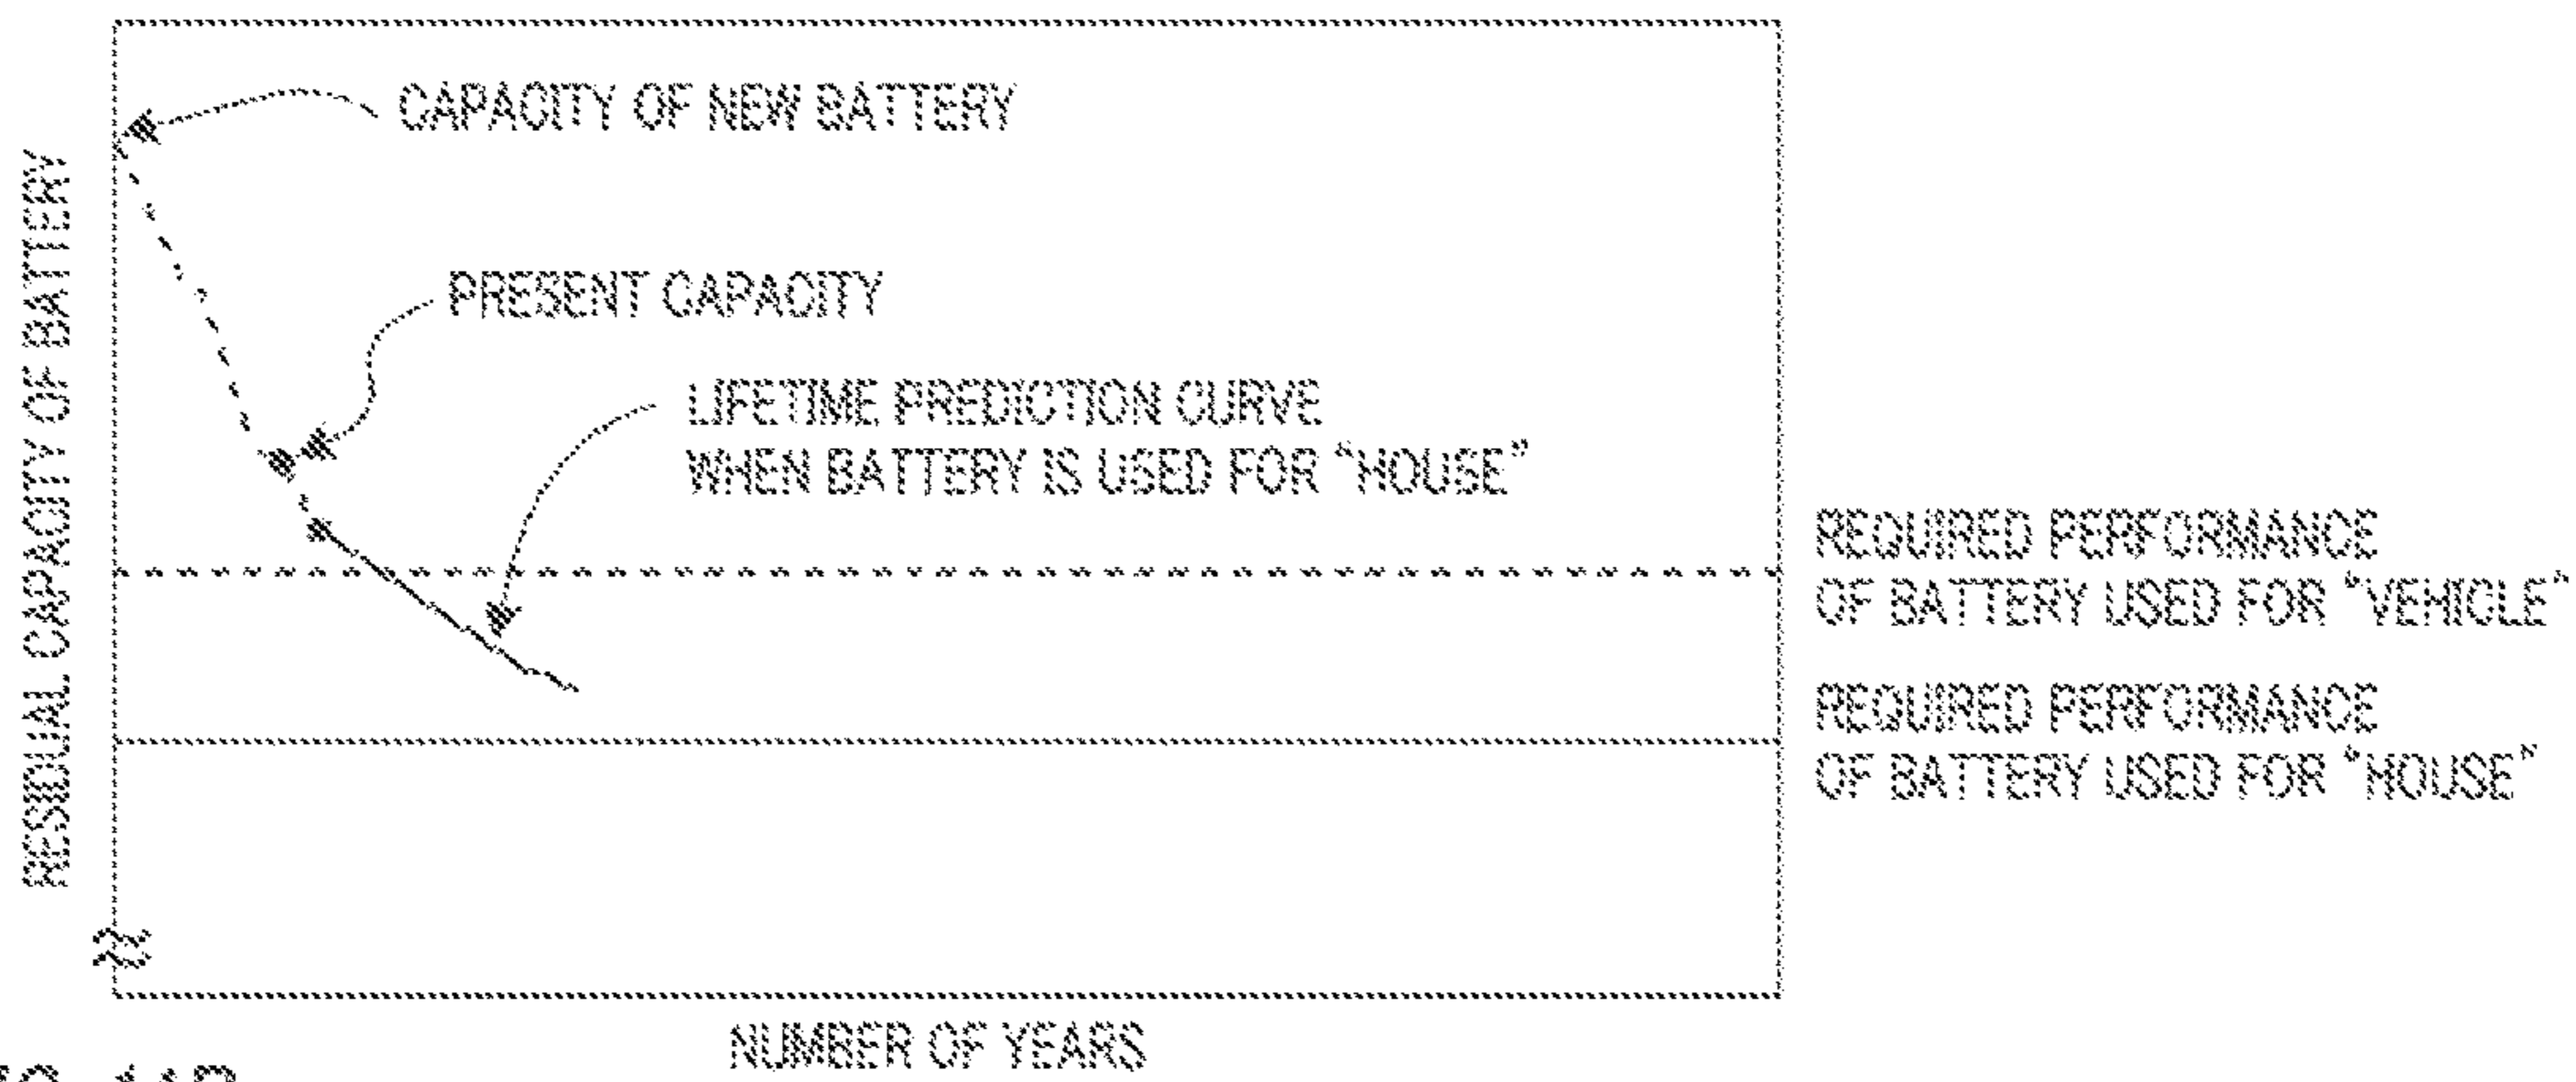 CAPACITY OF NEW BATTERY
RESIDUAL CAPACITY OF BATTERY
PRESENT CAPACITY
LIFETIME PREDICTION CURVE
WHEN BATTERY IS USED FOR "HOUSE"
REQUIRED PERFORMANCE
OF BATTERY USED FOR "VEHICLE"
REQUIRED PERFORMANCE
OF BATTERY USED FOR "HOUSE"
NUMBER OF YEARS